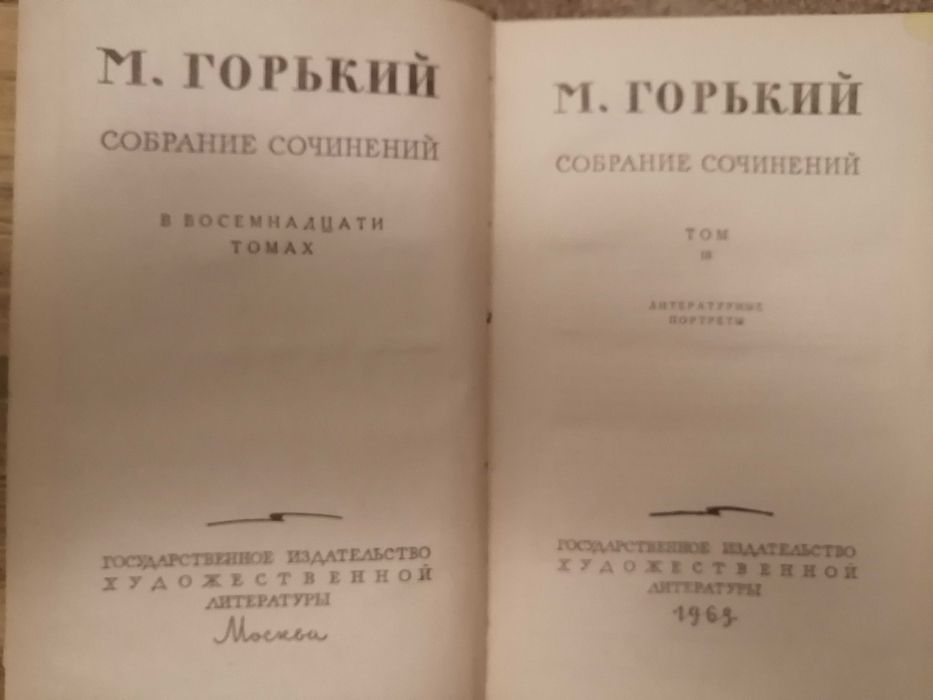 М. ГОРЬКИЙ
СОБРАНИЕ СОЧИНЕНИЙ
В ВОСЕМНАДЦАТИ
ТОМАХ
ГОСУДАРСТВЕННОЕ ИЗДАТЕЛЬСТВО
ХУДОЖЕСТВЕННОЙ
ЛИТЕРАТУРЫ
Москва
М. ГОРЬКИЙ
СОБРАНИЕ СОЧИНЕНИЙ
ТОМ
ЛИТЕРАТУРНЫЕ
ПОРТРЕТЫ
ГОСУДАРСТВЕННОЕ ИЗДАТЕЛЬСТВО
ХУДОЖЕСТВЕННОЙ
ЛИТЕРАТУРЫ
1963